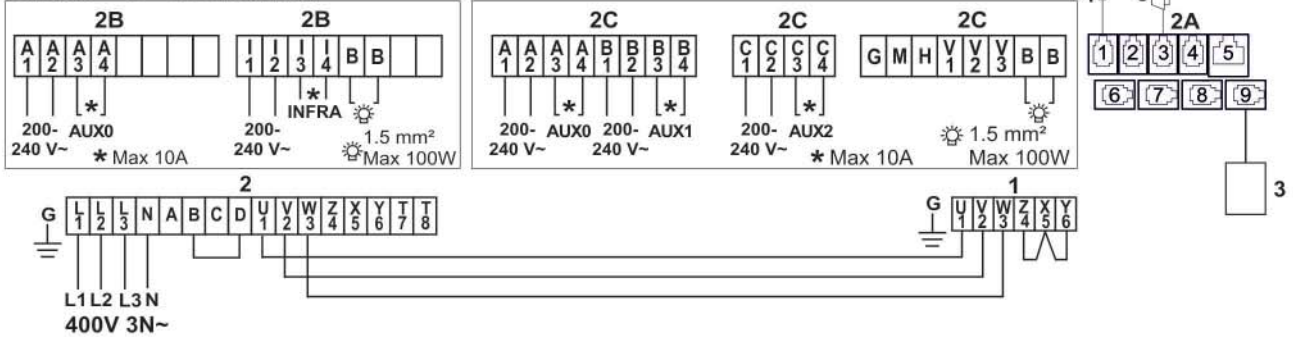 2B 2B 2C 2C 2C 2A
A1 A2 A3 A4 I1 I2 I3 I4 B B A1 A2 A3 A4 B1 B2 B3 B4 C1 C2 C3 C4 G M H V1 V2 V3 B B 1 2 3 4 5
6 7 8 9
* * * * *
INFRA
200-240 V~ AUX0 200-240 V~ 200-240 V~ AUX0 200-240 V~ AUX1 200-240 V~ AUX2
* Max 10A
1.5 mm²
Max 100W
* Max 10A
1.5 mm²
Max 100W
3
2 1
G L1 L2 L3 N A B C D U1 V2 W3 Z4 X5 Y6 T7 T8 G U1 V2 W3 Z4 X5 Y6
L1 L2 L3 N
400V 3N~